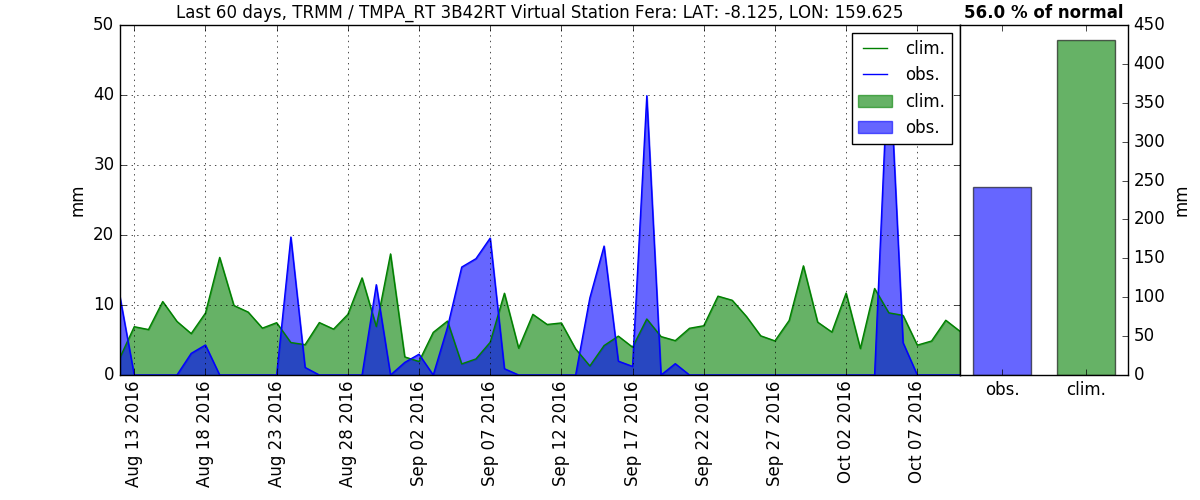 Last 60 days, TRMM / TMPA_RT 3B42RT Virtual Station Fera: LAT: -8.125, LON: 159.625
56.0 % of normal
50
40
30
20
10
0
mm
clim.
obs.
clim.
obs.
Aug 13 2016
Aug 18 2016
Aug 23 2016
Aug 28 2016
Sep 02 2016
Sep 07 2016
Sep 12 2016
Sep 17 2016
Sep 22 2016
Sep 27 2016
Oct 02 2016
Oct 07 2016
450
400
350
300
250
200
150
100
50
0
mm
obs.
clim.